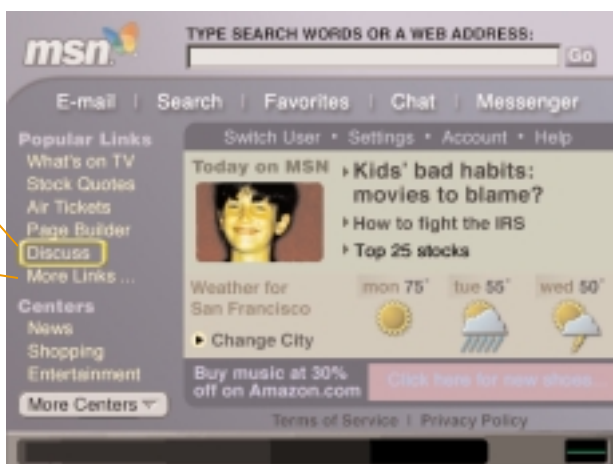 msn
TYPE SEARCH WORDS OR A WEB ADDRESS:
Go
E-mail | Search | Favorites | Chat | Messenger
Popular Links
What's on TV
Stock Quotes
Air Tickets
Page Builder
Discuss
More Links ...
Centers
News
Shopping
Entertainment
More Centers
Switch User • Settings • Account • Help
Today on MSN
Kids' bad habits:
movies to blame?
How to fight the IRS
Top 25 stocks
Weather for
San Francisco
Change City
mon 75° tue 55° wed 50°
Buy music at 30%
off on Amazon.com
Click here for new shoes...
Terms of Service | Privacy Policy